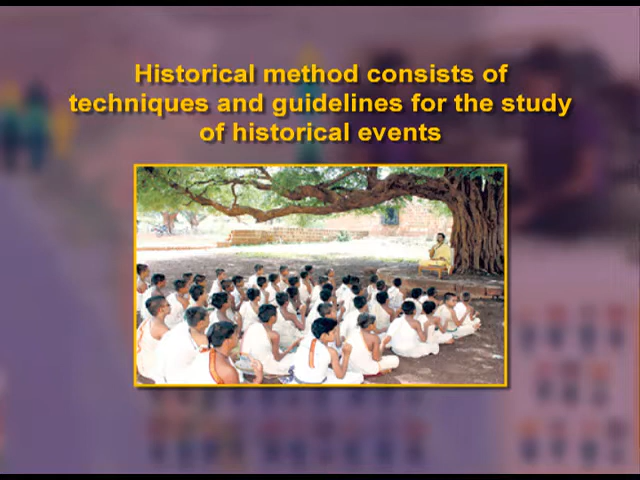 Historical method consists of
techniques and guidelines for the study
of historical events